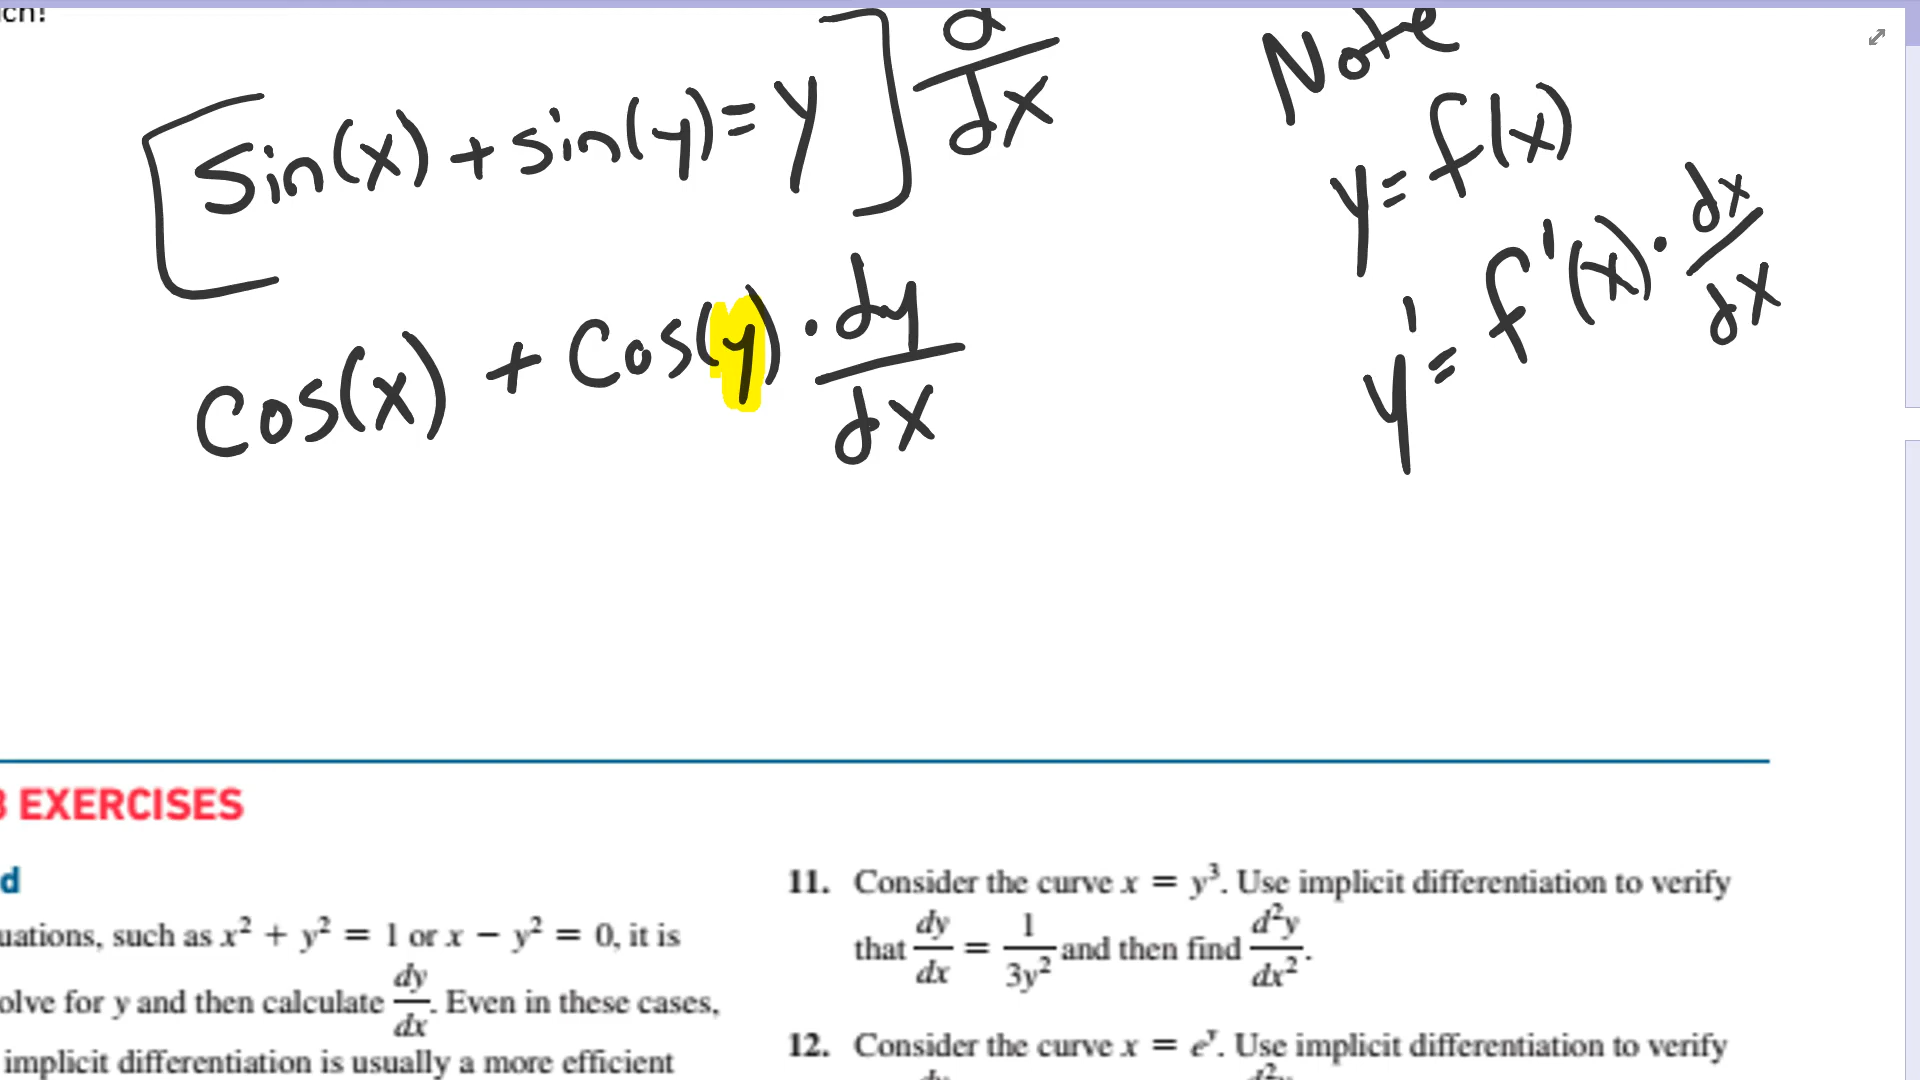 ch!
[sin(x) + sin(y) = y] d/dx
cos(x) + cos(y) · dy/dx
Note
y = f(x)
y' = f'(x) · dx/dx
EXERCISES
d
uations, such as x² + y² = 1 or x − y² = 0, it is
olve for y and then calculate dy/dx. Even in these cases,
implicit differentiation is usually a more efficient
11. Consider the curve x = y³. Use implicit differentiation to verify
that dy/dx = 1/3y² and then find d²y/dx².
12. Consider the curve x = eʸ. Use implicit differentiation to verify